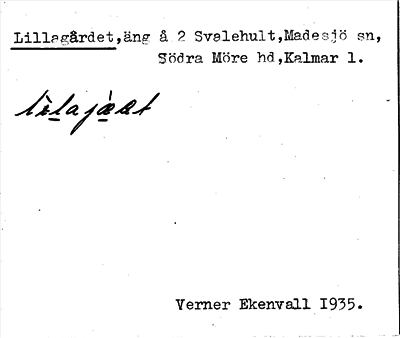 Lillagårdet,äng å 2 Svalehult,Madesjö sn,
Södra Möre hd,Kalmar l.
Verner Ekenvall 1935.